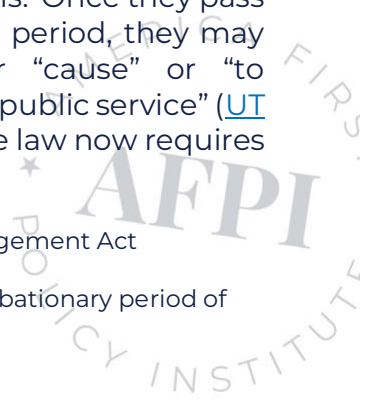 ns. Once they pass
period, they may
r “cause” or “to
public service” (UT
e law now requires
gement Act
bationary period of
AMERICA FIRST
AFPI
POLICY INSTITUTE